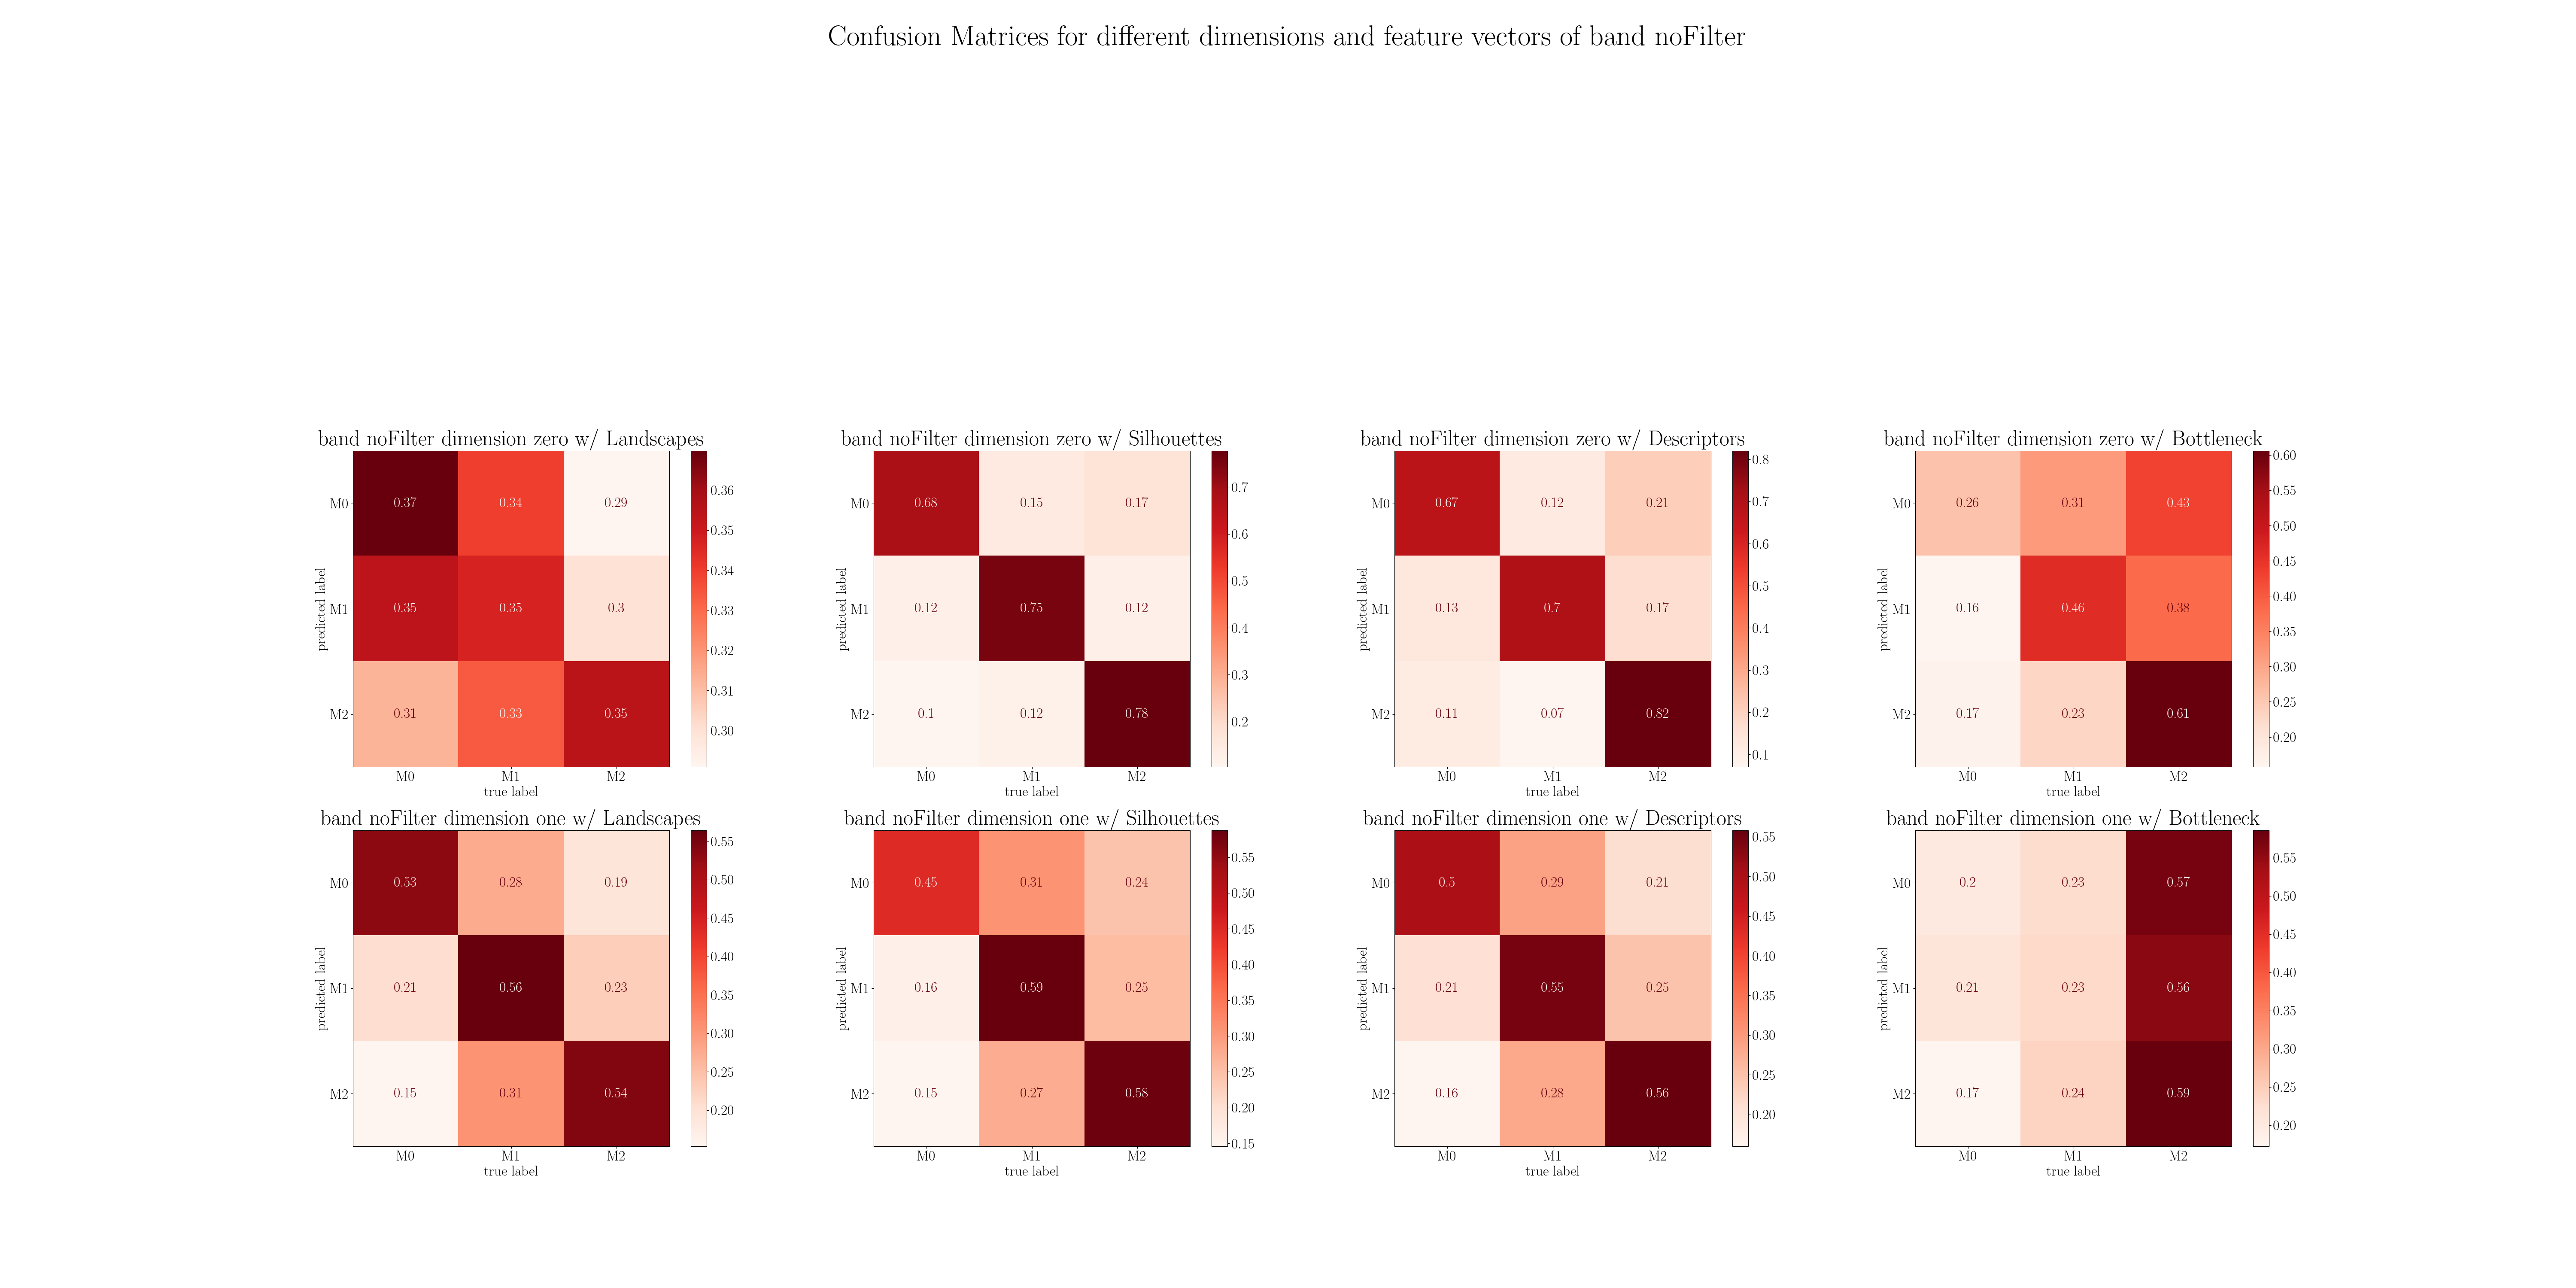 Confusion Matrices for different dimensions and feature vectors of band noFilter
band noFilter dimension zero w/ Landscapes
predicted label
M0
M1
M2
0.37 0.34 0.29
0.35 0.35 0.3
0.31 0.33 0.35
M0 M1 M2
true label
0.36
0.35
0.34
0.33
0.32
0.31
0.30
band noFilter dimension zero w/ Silhouettes
predicted label
M0
M1
M2
0.68 0.15 0.17
0.12 0.75 0.12
0.1 0.12 0.78
M0 M1 M2
true label
0.7
0.6
0.5
0.4
0.3
0.2
band noFilter dimension zero w/ Descriptors
predicted label
M0
M1
M2
0.67 0.12 0.21
0.13 0.7 0.17
0.11 0.07 0.82
M0 M1 M2
true label
0.8
0.7
0.6
0.5
0.4
0.3
0.2
0.1
band noFilter dimension zero w/ Bottleneck
predicted label
M0
M1
M2
0.26 0.31 0.43
0.16 0.46 0.38
0.17 0.23 0.61
M0 M1 M2
true label
0.60
0.55
0.50
0.45
0.40
0.35
0.30
0.25
0.20
band noFilter dimension one w/ Landscapes
predicted label
M0
M1
M2
0.53 0.28 0.19
0.21 0.56 0.23
0.15 0.31 0.54
M0 M1 M2
true label
0.55
0.50
0.45
0.40
0.35
0.30
0.25
0.20
band noFilter dimension one w/ Silhouettes
predicted label
M0
M1
M2
0.45 0.31 0.24
0.16 0.59 0.25
0.15 0.27 0.58
M0 M1 M2
true label
0.55
0.50
0.45
0.40
0.35
0.30
0.25
0.20
0.15
band noFilter dimension one w/ Descriptors
predicted label
M0
M1
M2
0.5 0.29 0.21
0.21 0.55 0.25
0.16 0.28 0.56
M0 M1 M2
true label
0.55
0.50
0.45
0.40
0.35
0.30
0.25
0.20
band noFilter dimension one w/ Bottleneck
predicted label
M0
M1
M2
0.2 0.23 0.57
0.21 0.23 0.56
0.17 0.24 0.59
M0 M1 M2
true label
0.55
0.50
0.45
0.40
0.35
0.30
0.25
0.20